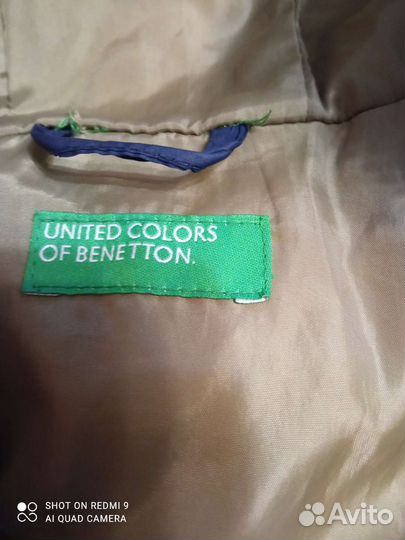 UNITED COLORS
OF BENETTON.
SHOT ON REDMI 9
AI QUAD CAMERA
Avito